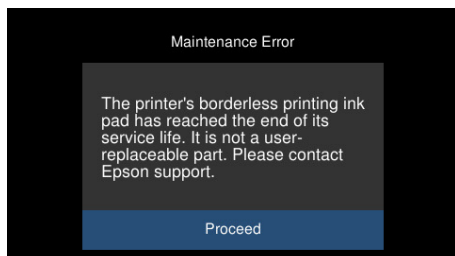 Maintenance Error
The printer's borderless printing ink
pad has reached the end of its
service life. It is not a user-
replaceable part. Please contact
Epson support.
Proceed